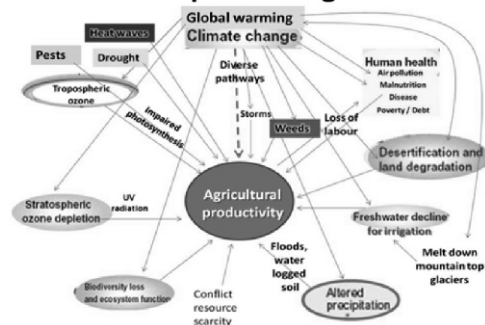 Global warming
Climate change
Heat waves
Pests
Drought
Tropospheric
ozone
Diverse
pathways
Human health
Air pollution
Malnutrition
Disease
Poverty / Debt
Impaired
photosynthesis
Storms
Weeds
Loss of
labour
Desertification and
land degradation
Agricultural
productivity
Stratospheric
ozone depletion
UV
radiation
Freshwater decline
for irrigation
Melt down
mountain top
glaciers
Floods,
water
logged
soil
Biodiversity loss
and ecosystem function
Conflict
resource
scarcity
Altered
precipitation